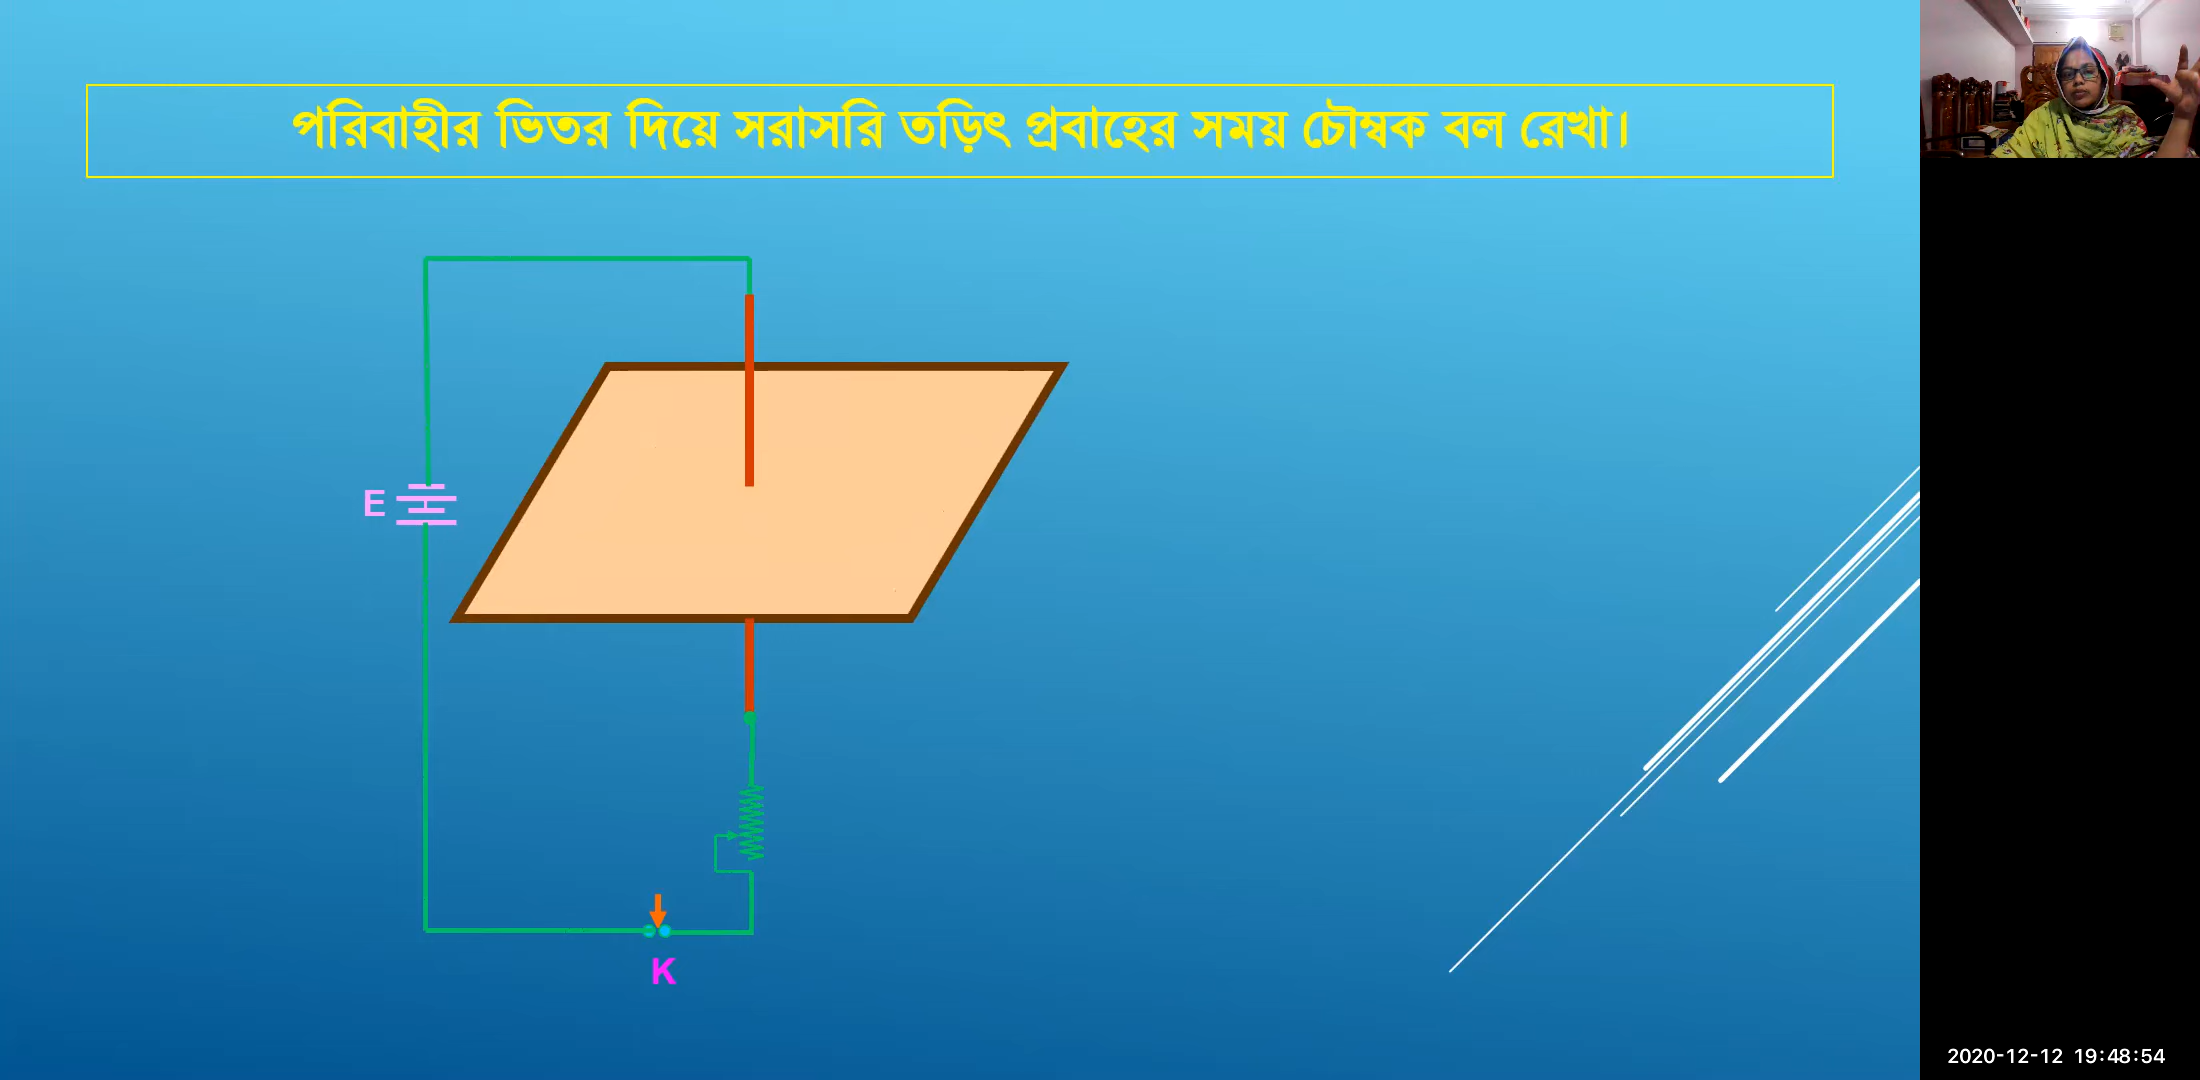 পরিবাহীর ভিতর দিয়ে সরাসরি তড়িৎ প্রবাহের সময় চৌম্বক বল রেখা।
E
K
2020-12-12 19:48:54